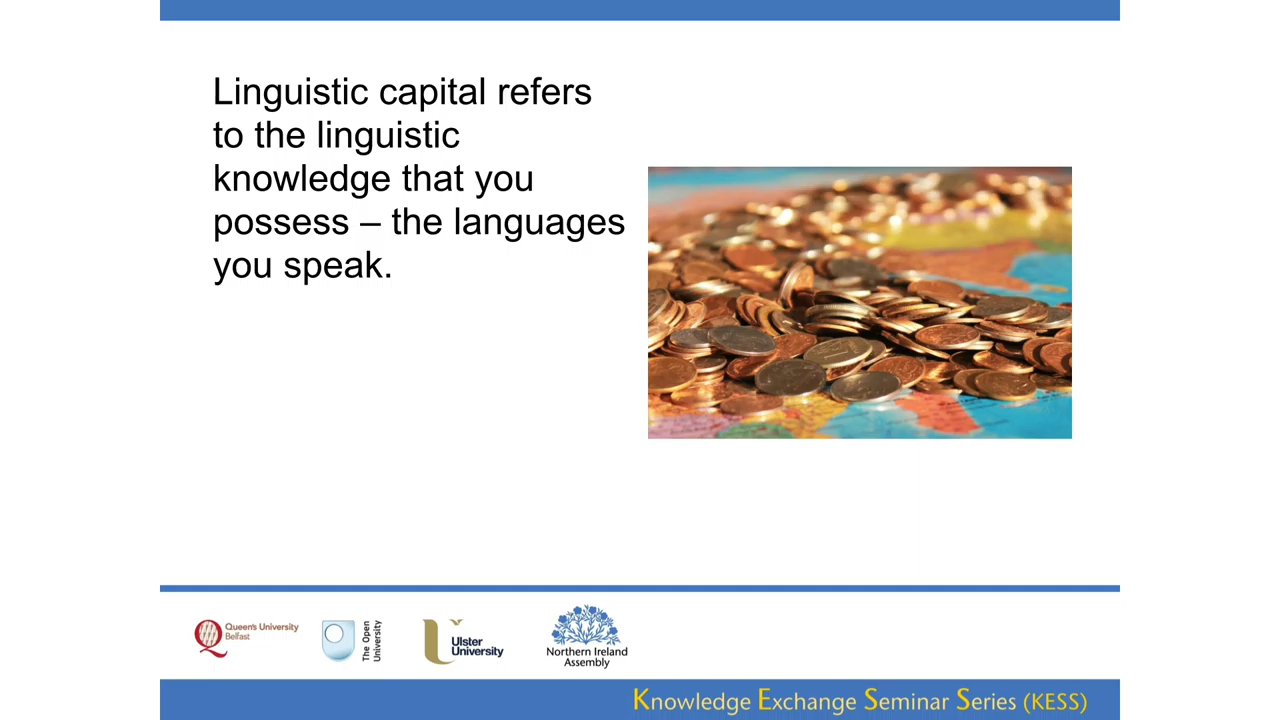 Linguistic capital refers
to the linguistic
knowledge that you
possess – the languages
you speak.
Queen's University
Belfast
The Open
University
Ulster
University
Northern Ireland
Assembly
Knowledge Exchange Seminar Series (KESS)